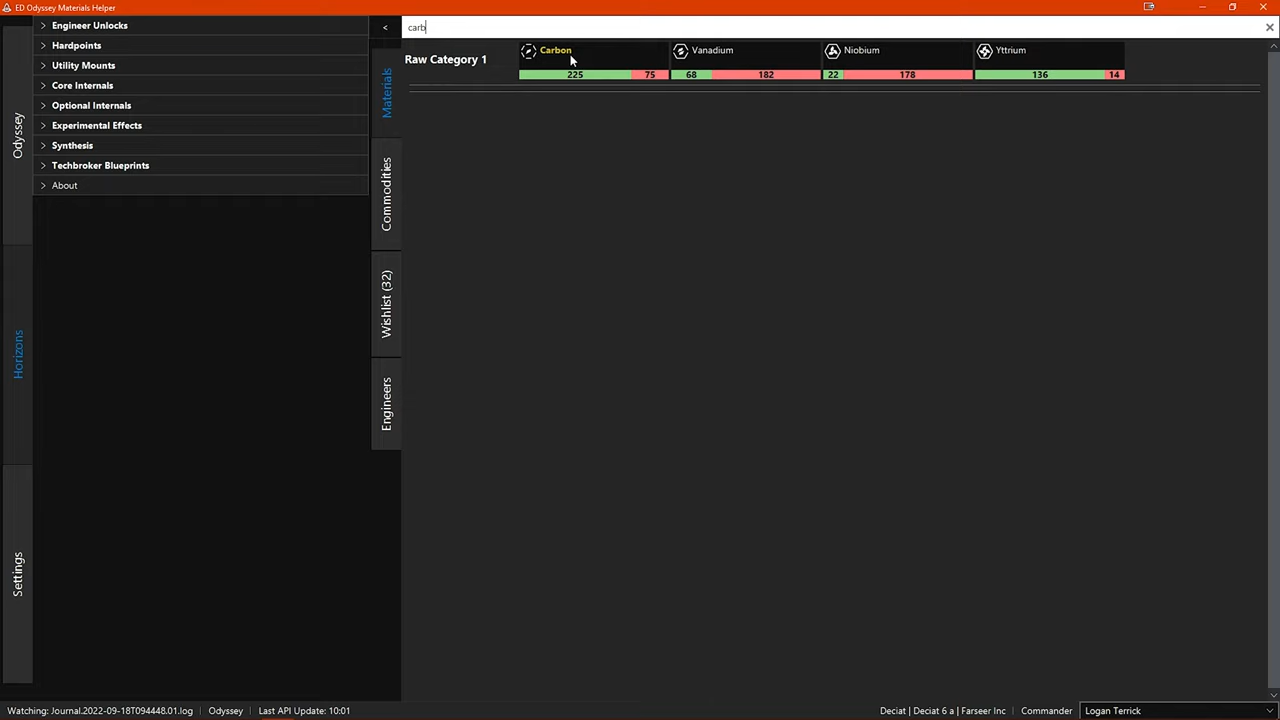 ED Odyssey Materials Helper
Engineer Unlocks
Hardpoints
Utility Mounts
Core Internals
Optional Internals
Experimental Effects
Synthesis
Techbroker Blueprints
About
Odyssey
Horizons
Settings
<
Materials
Commodities
Wishlist (32)
Engineers
carb
Raw Category 1
Carbon
225 75
Vanadium
68 182
Niobium
22 178
Yttrium
136 14
Watching: Journal.2022-09-18T094448.01.log Odyssey Last API Update: 10:01 Deciat | Deciat 6 a | Farseer Inc Commander Logan Terrick